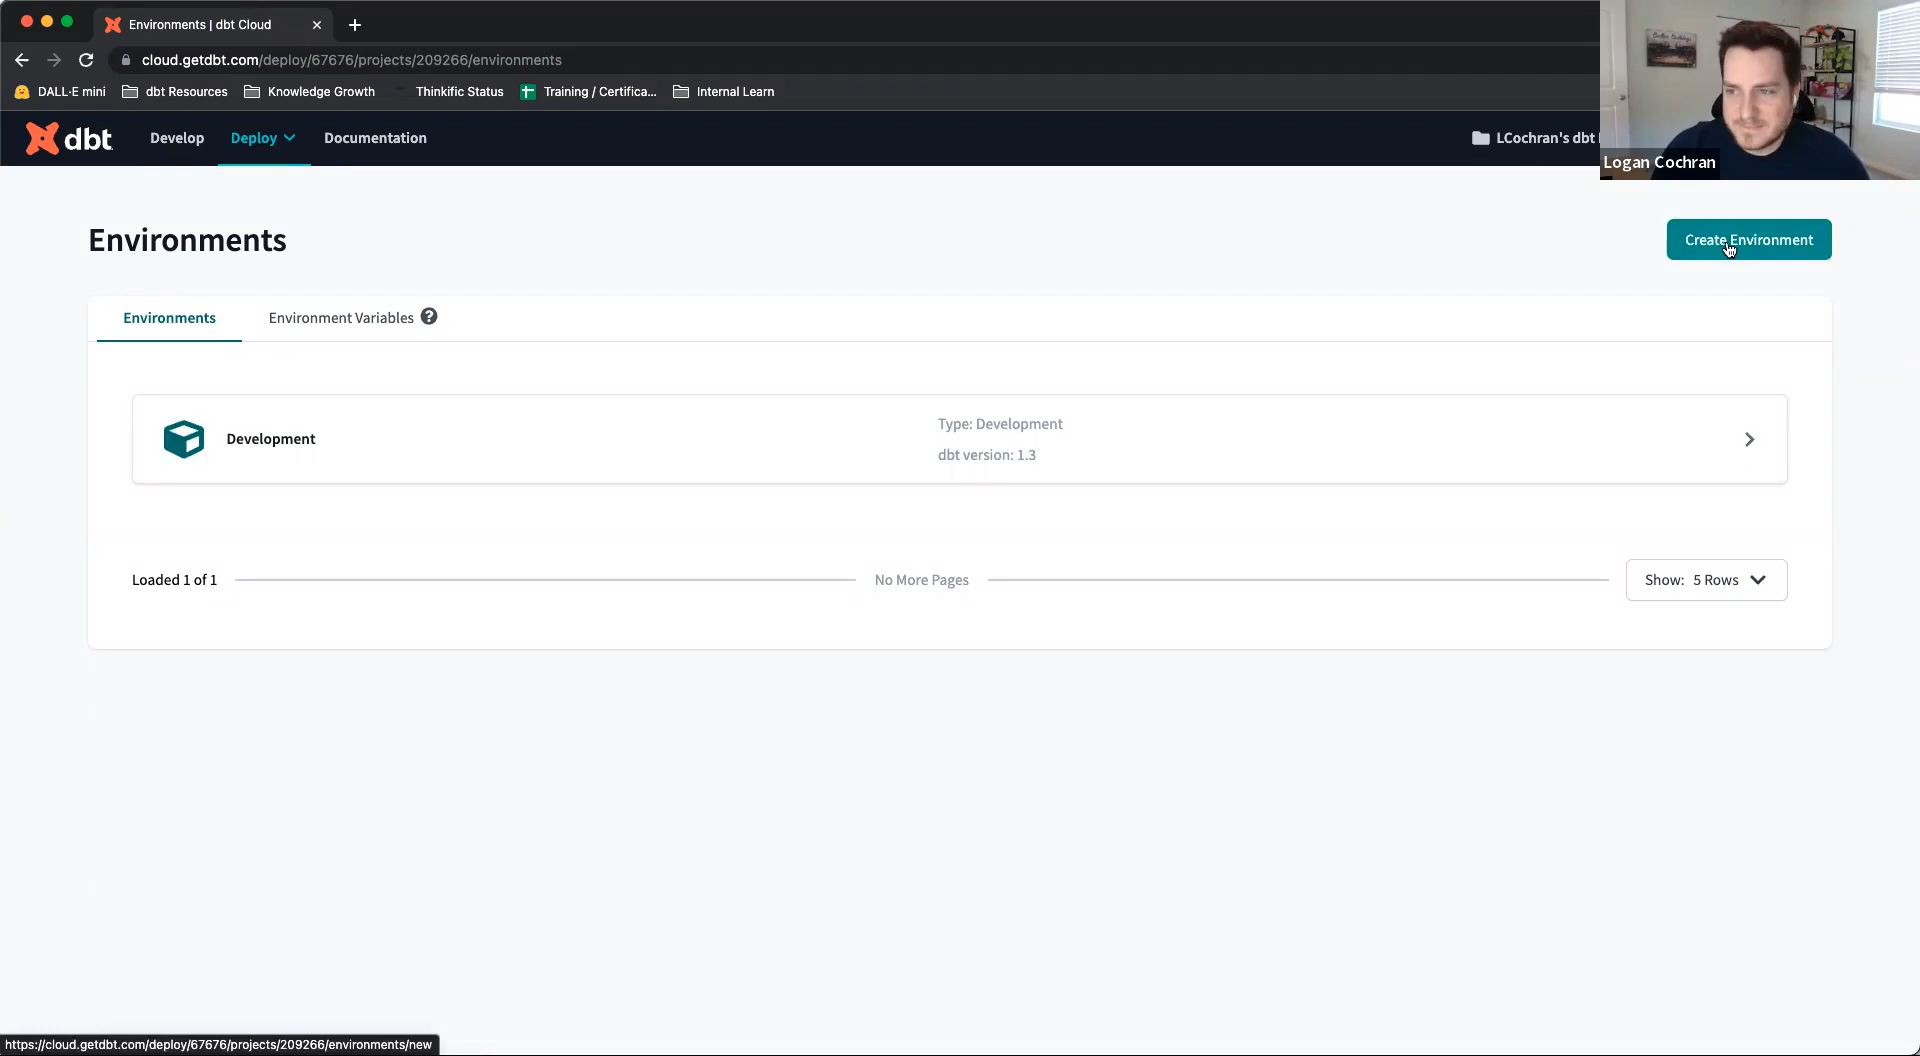 Environments | dbt Cloud
cloud.getdbt.com/deploy/67676/projects/209266/environments
DALL·E mini dbt Resources Knowledge Growth Thinkific Status Training / Certifica... Internal Learn
dbt Develop Deploy Documentation LCochran's dbt
Logan Cochran
Environments
Create Environment
Environments Environment Variables ?
Development
Type: Development
dbt version: 1.3
Loaded 1 of 1 No More Pages Show: 5 Rows
https://cloud.getdbt.com/deploy/67676/projects/209266/environments/new